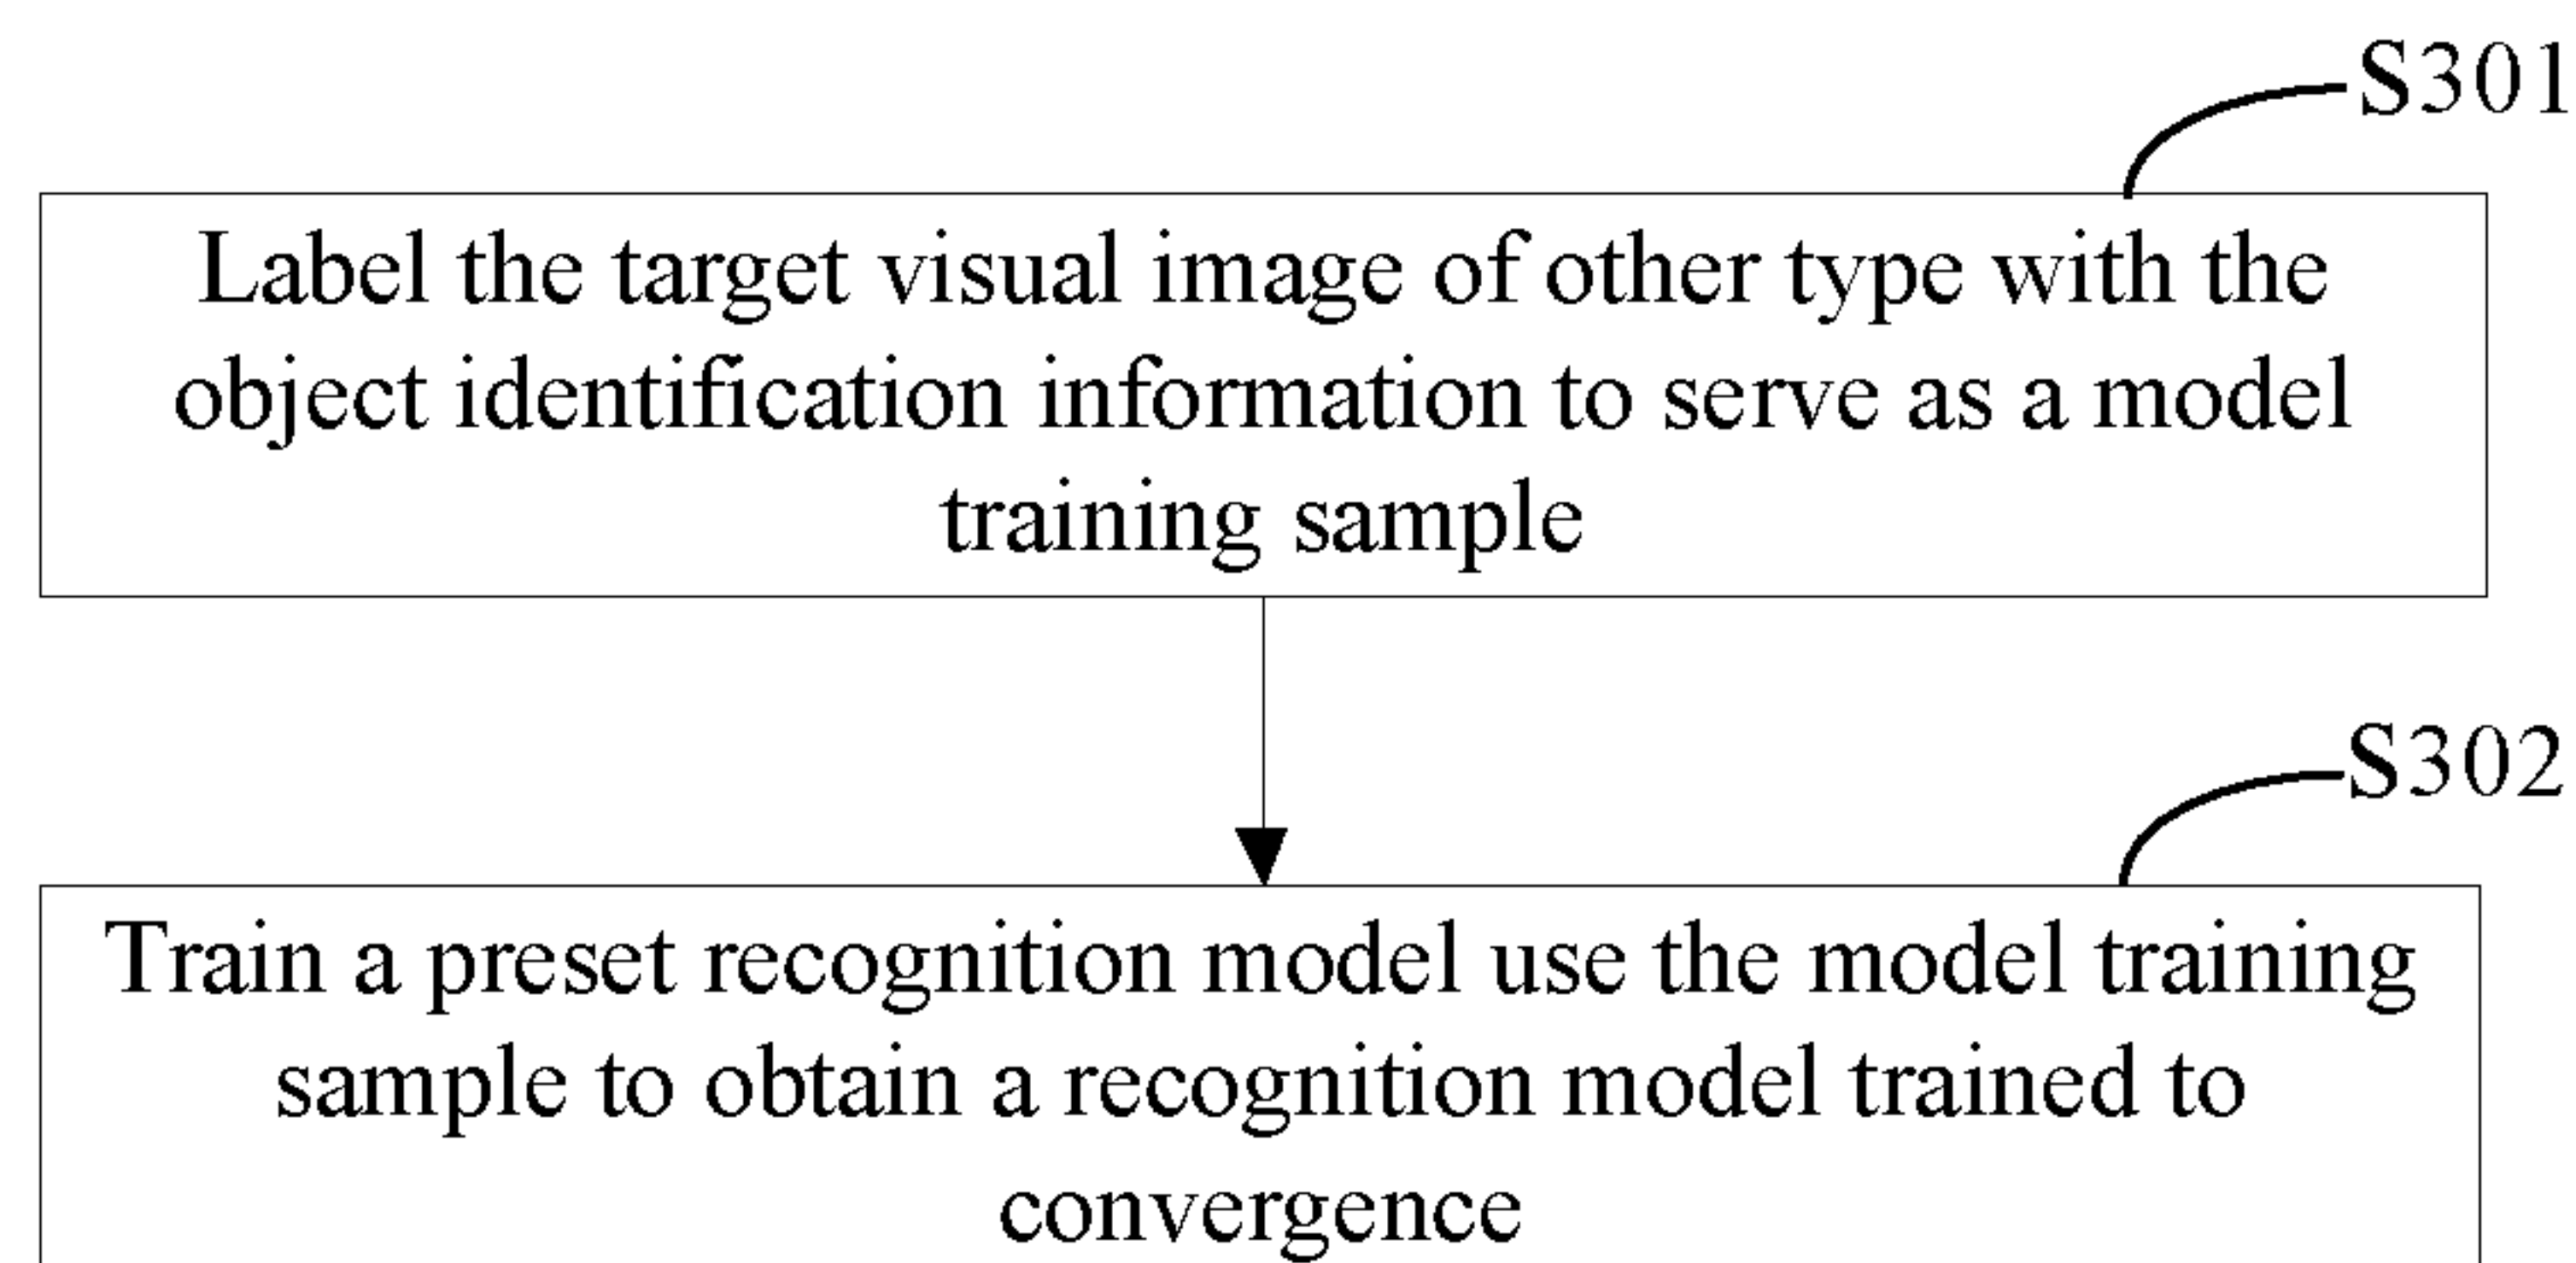 S301
Label the target visual image of other type with the
object identification information to serve as a model
training sample
S302
Train a preset recognition model use the model training
sample to obtain a recognition model trained to
convergence